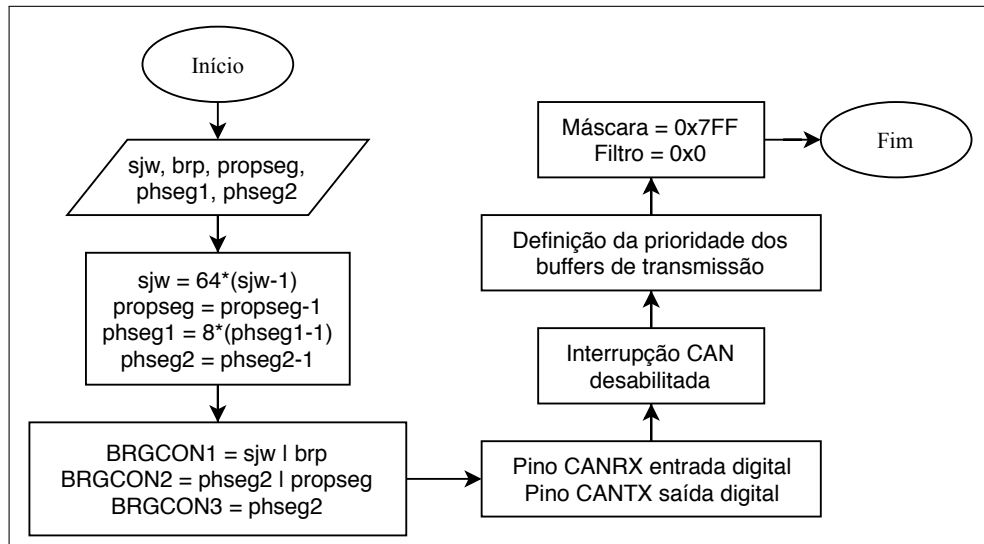 Início
sjw, brp, propseg,
phseg1, phseg2
sjw = 64*(sjw-1)
propseg = propseg-1
phseg1 = 8*(phseg1-1)
phseg2 = phseg2-1
BRGCON1 = sjw | brp
BRGCON2 = phseg2 | propseg
BRGCON3 = phseg2
Pino CANRX entrada digital
Pino CANTX saída digital
Interrupção CAN
desabilitada
Definição da prioridade dos
buffers de transmissão
Máscara = 0x7FF
Filtro = 0x0
Fim